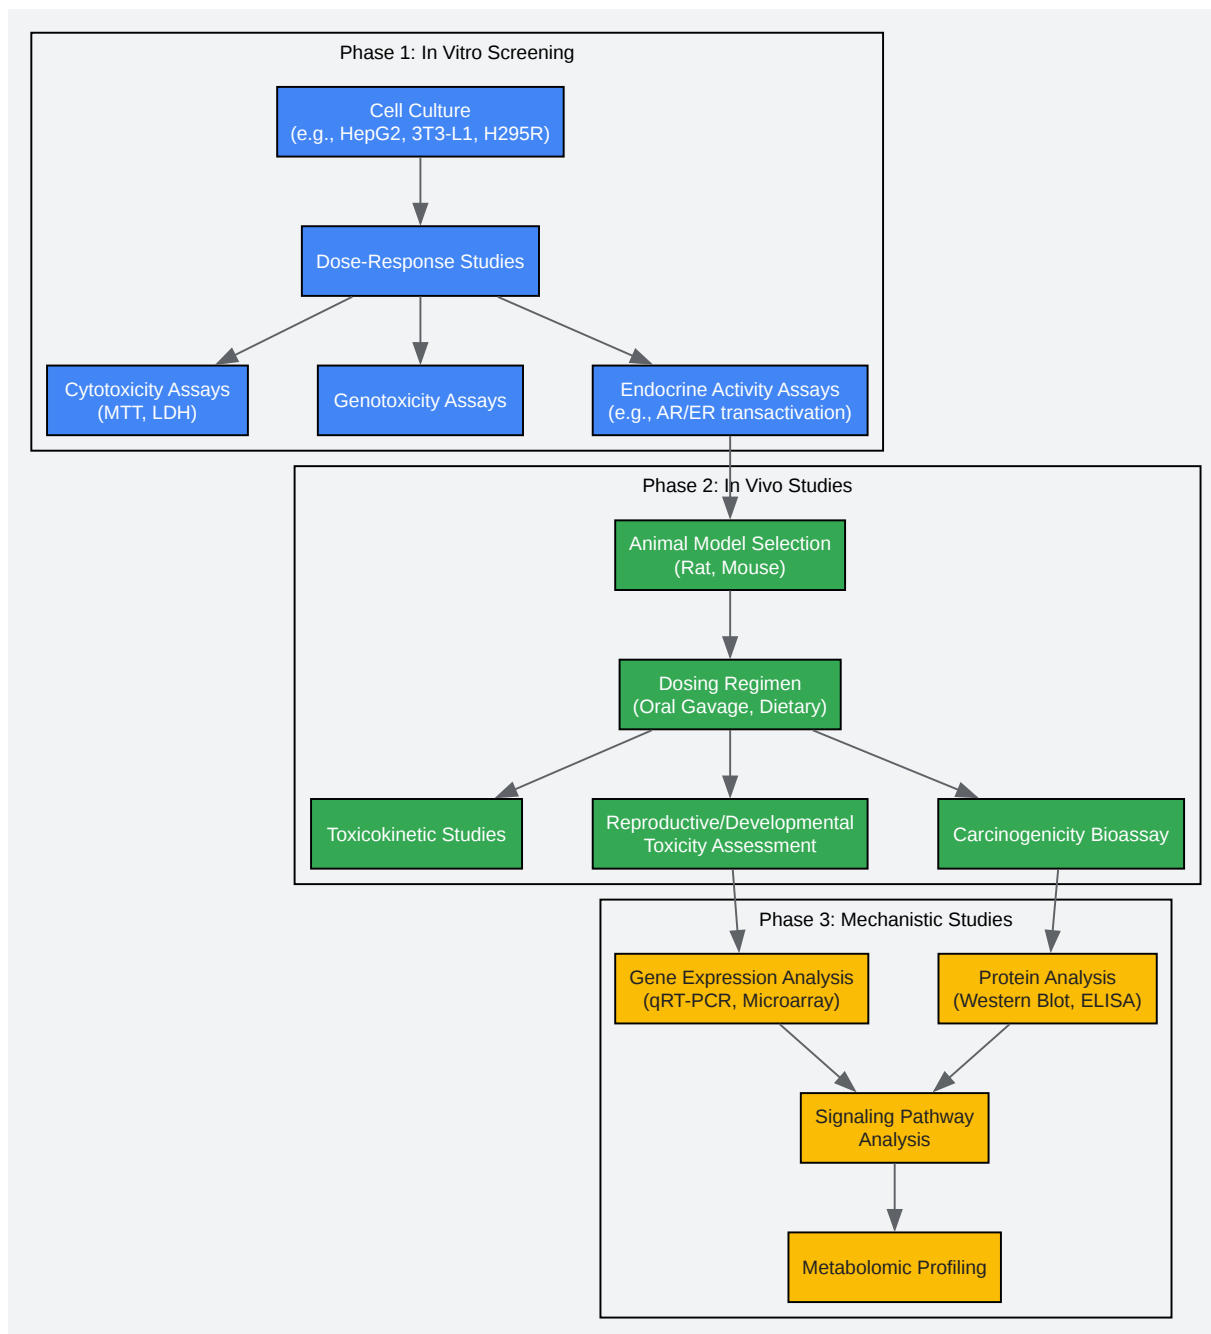 Phase 1: In Vitro Screening
Cell Culture
(e.g., HepG2, 3T3-L1, H295R)
Dose-Response Studies
Cytotoxicity Assays
(MTT, LDH)
Genotoxicity Assays
Endocrine Activity Assays
(e.g., AR/ER transactivation)
Phase 2: In Vivo Studies
Animal Model Selection
(Rat, Mouse)
Dosing Regimen
(Oral Gavage, Dietary)
Toxicokinetic Studies
Reproductive/Developmental
Toxicity Assessment
Carcinogenicity Bioassay
Phase 3: Mechanistic Studies
Gene Expression Analysis
(qRT-PCR, Microarray)
Protein Analysis
(Western Blot, ELISA)
Signaling Pathway
Analysis
Metabolomic Profiling